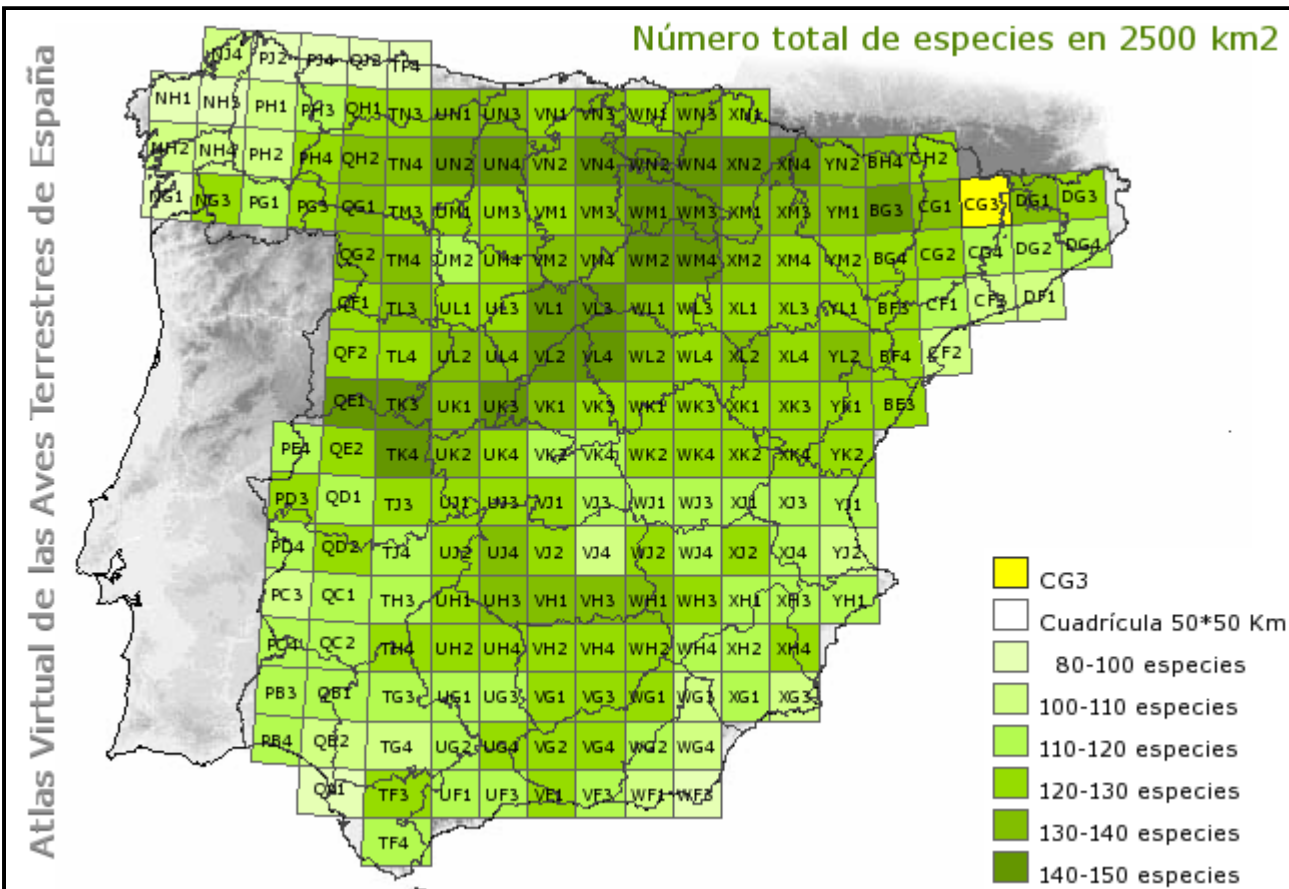 Número total de especies en 2500 km2
Atlas Virtual de las Aves Terrestres de España
NJ4 PJ2 PJ4 QJ2 TP4
NH1 NH3 PH1 PH3 QH1 TN3 UN1 UN3 VN1 VN3 WN1 WN3 XN1
NH2 NH4 PH2 PH4 QH2 TN4 UN2 UN4 VN2 VN4 WN2 WN4 XN2 XN4 YN2 BH4 CH2
NG1 NG3 PG1 PG3 QG1 TM3 UM1 UM3 VM1 VM3 WM1 WM3 XM1 XM3 YM1 BG3 CG1 CG3 DG1 DG3
QG2 TM4 UM2 UM4 VM2 VN4 WM2 WM4 XM2 XM4 YM2 BG4 CG2 CG4 DG2 DG4
QF1 TL3 UL1 UL3 VL1 VL3 WL1 WL3 XL1 XL3 YL1 BF3 CF1 CF3 DF1
QF2 TL4 UL2 UL4 VL2 VL4 WL2 WL4 XL2 XL4 YL2 BF4 CF2
QE1 TK3 UK1 UK3 VK1 VK3 WK1 WK3 XK1 XK3 YK1 BE3
PE4 QE2 TK4 UK2 UK4 VK2 VK4 WK2 WK4 XK2 XK4 YK2
PD3 QD1 TJ3 UJ1 UJ3 VJ1 VJ3 WJ1 WJ3 XJ1 XJ3 YJ1
PD4 QD2 TJ4 UJ2 UJ4 VJ2 VJ4 WJ2 WJ4 XJ2 XJ4 YJ2
PC3 QC1 TH3 UH1 UH3 VH1 VH3 WH1 WH3 XH1 XH3 YH1
PC4 QC2 TH4 UH2 UH4 VH2 VH4 WH2 WH4 XH2 XH4
PB3 QB1 TG3 UG1 UG3 VG1 VG3 WG1 WG3 XG1 XG3
PB4 QB2 TG4 UG2 UG4 VG2 VG4 WG2 WG4
QA1 TF3 UF1 UF3 VF1 VF3 WF1 WF3
TF4
CG3
Cuadrícula 50*50 Km
80-100 especies
100-110 especies
110-120 especies
120-130 especies
130-140 especies
140-150 especies